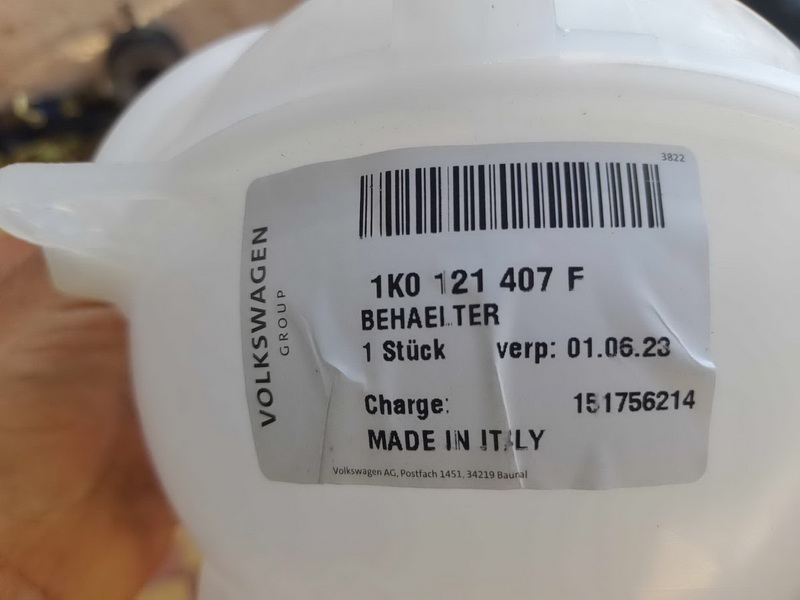 3822
VOLKSWAGEN
GROUP
1K0 121 407 F
BEHAELTER
1 Stück verp: 01.06.23
Charge: 151756214
MADE IN ITALY
Volkswagen AG, Postfach 1451, 34219 Baunal